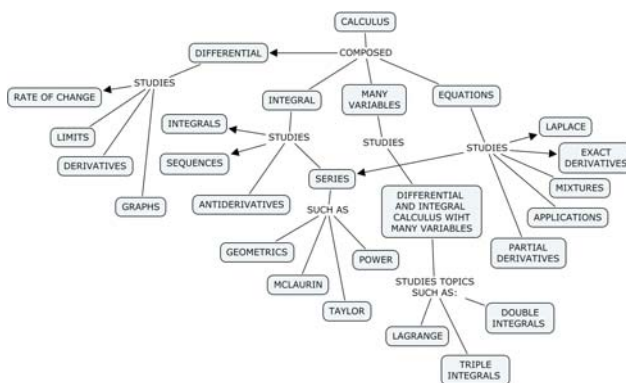 CALCULUS
COMPOSED
DIFFERENTIAL
STUDIES
RATE OF CHANGE
LIMITS
DERIVATIVES
GRAPHS
INTEGRAL
INTEGRALS
STUDIES
SEQUENCES
ANTIDERIVATIVES
SERIES
SUCH AS
GEOMETRICS
MCLAURIN
TAYLOR
POWER
MANY
VARIABLES
STUDIES
DIFFERENTIAL
AND INTEGRAL
CALCULUS WIHT
MANY VARIABLES
STUDIES TOPICS
SUCH AS:
LAGRANGE
TRIPLE
INTEGRALS
DOUBLE
INTEGRALS
EQUATIONS
STUDIES
LAPLACE
EXACT
DERIVATIVES
MIXTURES
APPLICATIONS
PARTIAL
DERIVATIVES